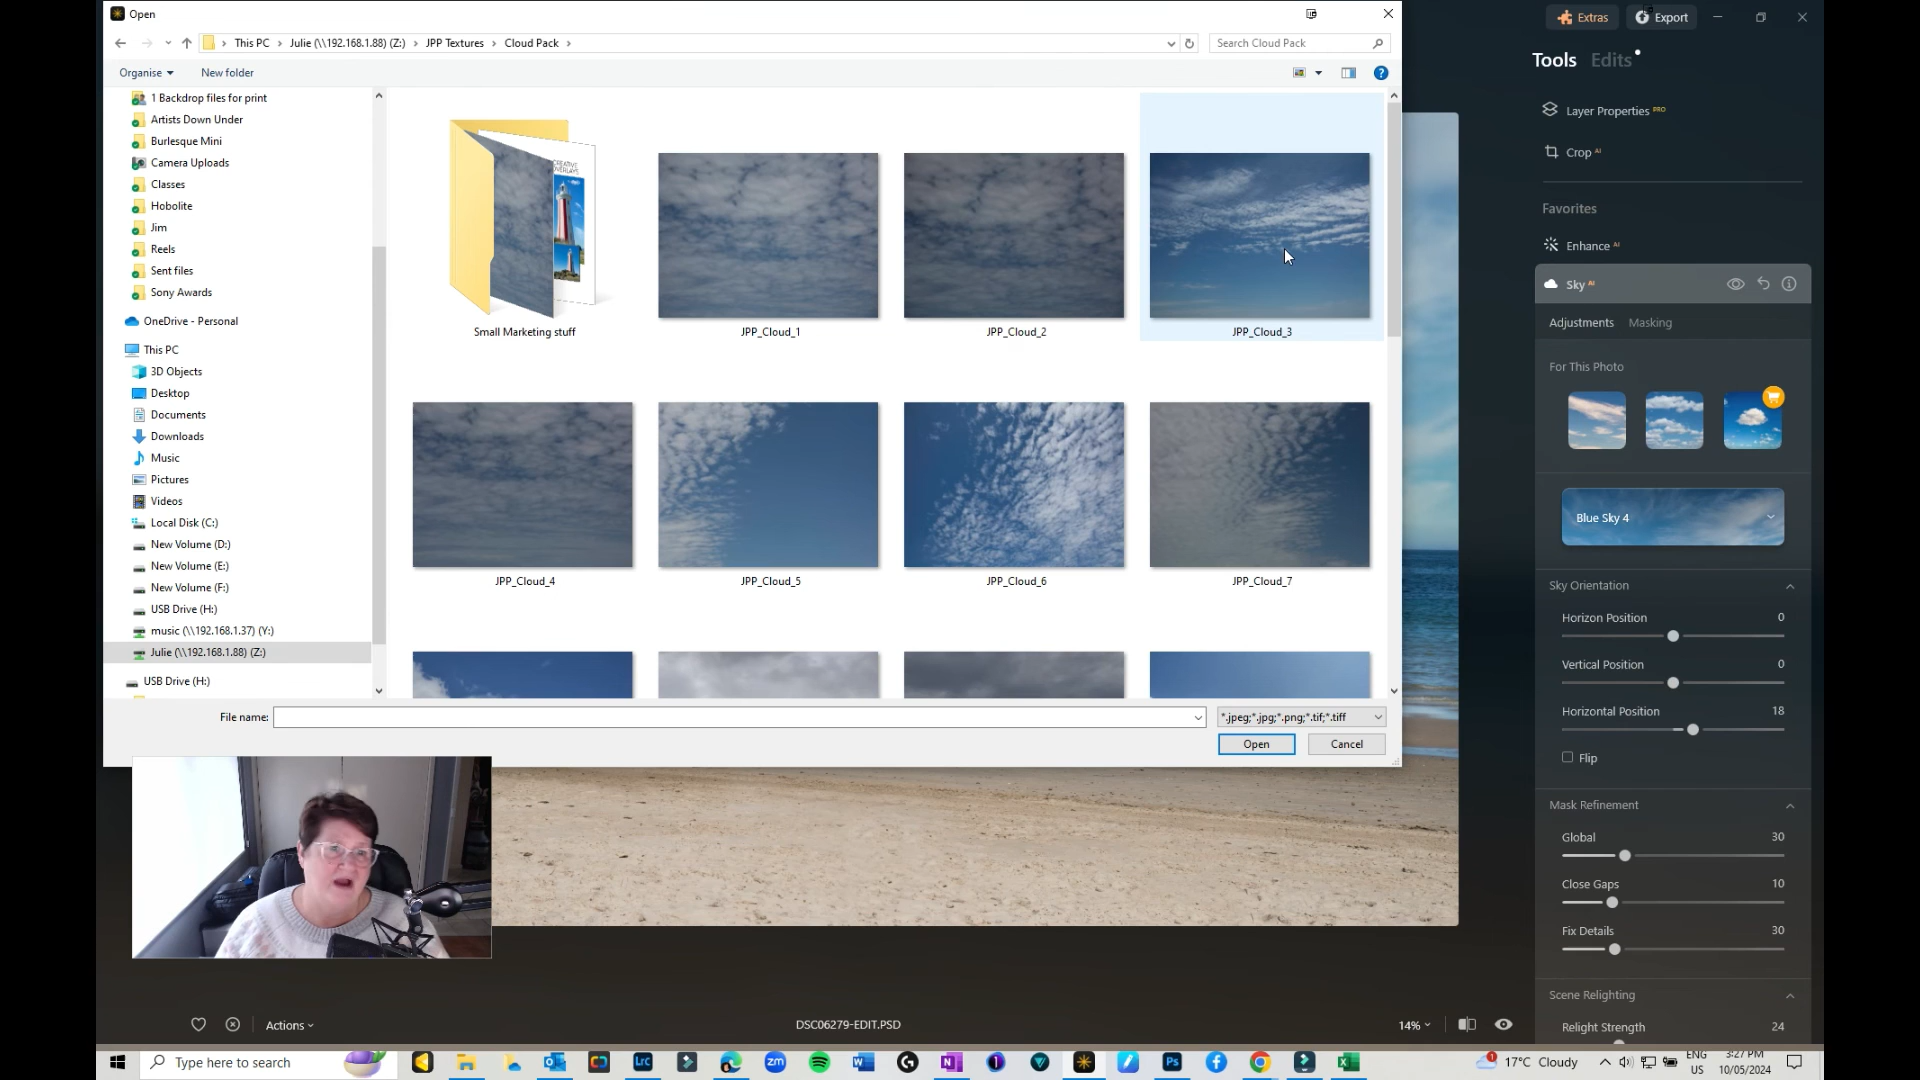 Open
This PC
Julie (\\192.168.1.88) (Z:)
JPP Textures
Cloud Pack
Search Cloud Pack
Organise
New folder
1 Backdrop files for print
Artists Down Under
Burlesque Mini
Camera Uploads
Classes
Hobolite
Jim
Reels
Sent files
Sony Awards
OneDrive - Personal
This PC
3D Objects
Desktop
Documents
Downloads
Music
Pictures
Videos
Local Disk (C:)
New Volume (D:)
New Volume (E:)
New Volume (F:)
USB Drive (H:)
music (\\192.168.1.37) (Y:)
Julie (\\192.168.1.88) (Z:)
USB Drive (H:)
CREATIVE
OVERLAYS
Small Marketing stuff
JPP_Cloud_1
JPP_Cloud_2
JPP_Cloud_3
JPP_Cloud_4
JPP_Cloud_5
JPP_Cloud_6
JPP_Cloud_7
File name:
*.jpeg;*.jpg;*.png;*.tif;*.tiff
Open
Cancel
Extras
Export
Tools
Edits
Layer Properties PRO
Crop AI
Favorites
Enhance AI
Sky AI
Adjustments
Masking
For This Photo
Blue Sky 4
Sky Orientation
Horizon Position 0
Vertical Position 0
Horizontal Position 18
Flip
Mask Refinement
Global 30
Close Gaps 10
Fix Details 30
Scene Relighting
Relight Strength 24
Actions
DSC06279-EDIT.PSD
14%
Type here to search
zm
Lrc
Ps
1
17°C Cloudy
ENG
US
3:27 PM
10/05/2024